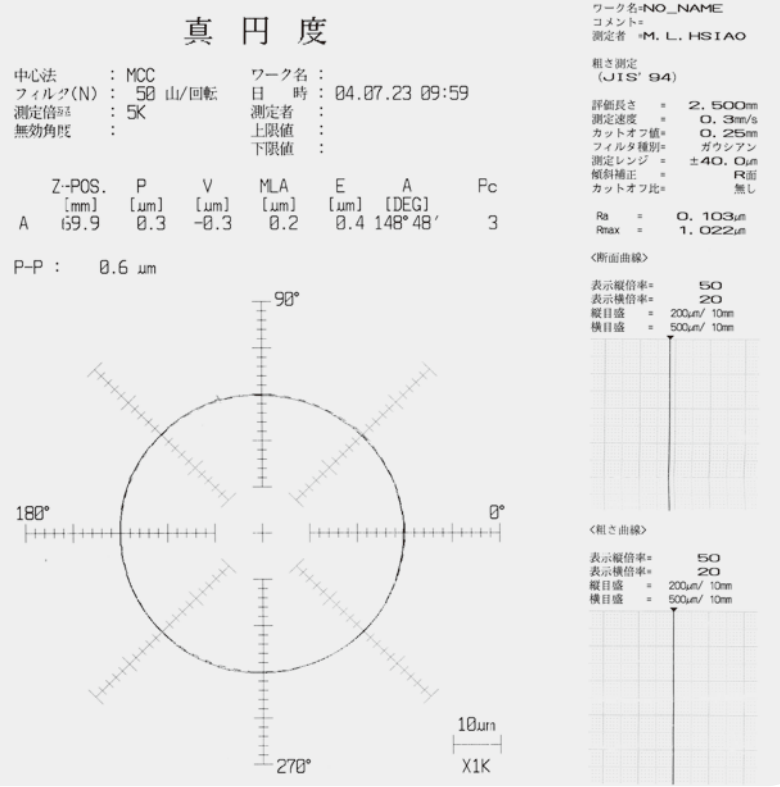 真円度
中心法 : MCC
フィルタ(N) : 50 山/回転
測定倍率 : 5K
無効角度 :
ワーク名 :
日 時 : 04.07.23 09:59
測定者 :
上限値 :
下限値 :
Z-POS. P V MLA E A Pc
[mm] [μm] [μm] [μm] [μm] [DEG]
A 69.9 0.3 -0.3 0.2 0.4 148°48′ 3
P-P : 0.6 μm
90°
180°
0°
270°
10μm
X1K
ワーク名=NO_NAME
コメント=
測定者 =M. L. HSIAO
粗さ測定
(JIS' 94)
評価長さ = 2. 500mm
測定速度 = 0. 3mm/s
カットオフ値= 0. 25mm
フィルタ種別= ガウシアン
測定レンジ = ±40. 0μm
傾斜補正 = R面
カットオフ比= 無し
Ra = 0. 103μm
Rmax = 1. 022μm
<断面曲線>
表示縦倍率= 50
表示横倍率= 20
縦目盛 = 200μm/ 10mm
横目盛 = 500μm/ 10mm
<粗さ曲線>
表示縦倍率= 50
表示横倍率= 20
縦目盛 = 200μm/ 10mm
横目盛 = 500μm/ 10mm